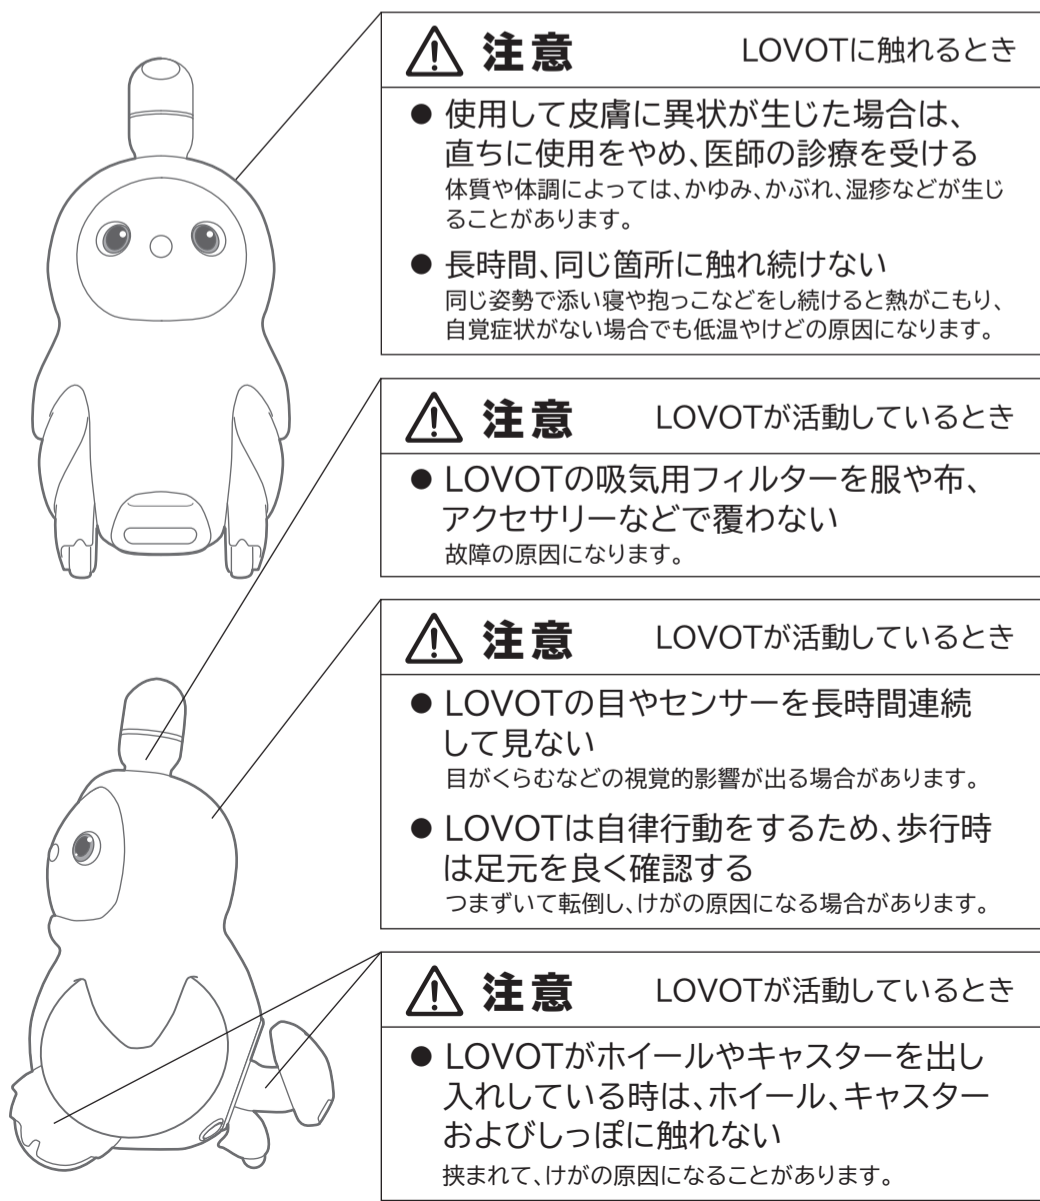 注意 LOVOTに触れるとき
● 使用して皮膚に異状が生じた場合は、
直ちに使用をやめ、医師の診療を受ける
体質や体調によっては、かゆみ、かぶれ、湿疹などが生じ
ることがあります。
● 長時間、同じ箇所に触れ続けない
同じ姿勢で添い寝や抱っこなどをし続けると熱がこもり、
自覚症状がない場合でも低温やけどの原因になります。
注意 LOVOTが活動しているとき
● LOVOTの吸気用フィルターを服や布、
アクセサリーなどで覆わない
故障の原因になります。
注意 LOVOTが活動しているとき
● LOVOTの目やセンサーを長時間連続
して見ない
目がくらむなどの視覚的影響が出る場合があります。
● LOVOTは自律行動をするため、歩行時
は足元を良く確認する
つまずいて転倒し、けがの原因になる場合があります。
注意 LOVOTが活動しているとき
● LOVOTがホイールやキャスターを出し
入れしている時は、ホイール、キャスター
およびしっぽに触れない
挟まれて、けがの原因になることがあります。